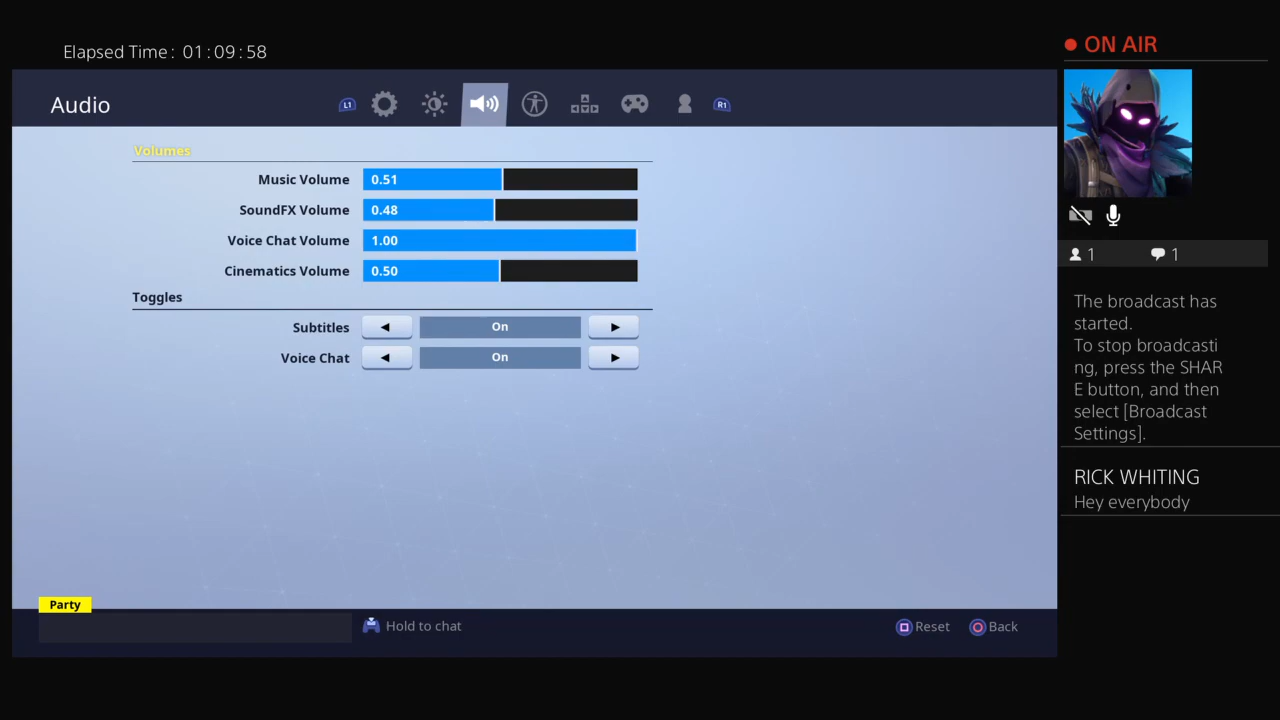 Elapsed Time: 01:09:58
ON AIR
Audio
L1
R1
Volumes
Music Volume 0.51
SoundFX Volume 0.48
Voice Chat Volume 1.00
Cinematics Volume 0.50
Toggles
Subtitles On
Voice Chat On
Party
Hold to chat
Reset
Back
1
1
The broadcast has
started.
To stop broadcasti
ng, press the SHAR
E button, and then
select [Broadcast
Settings].
RICK WHITING
Hey everybody